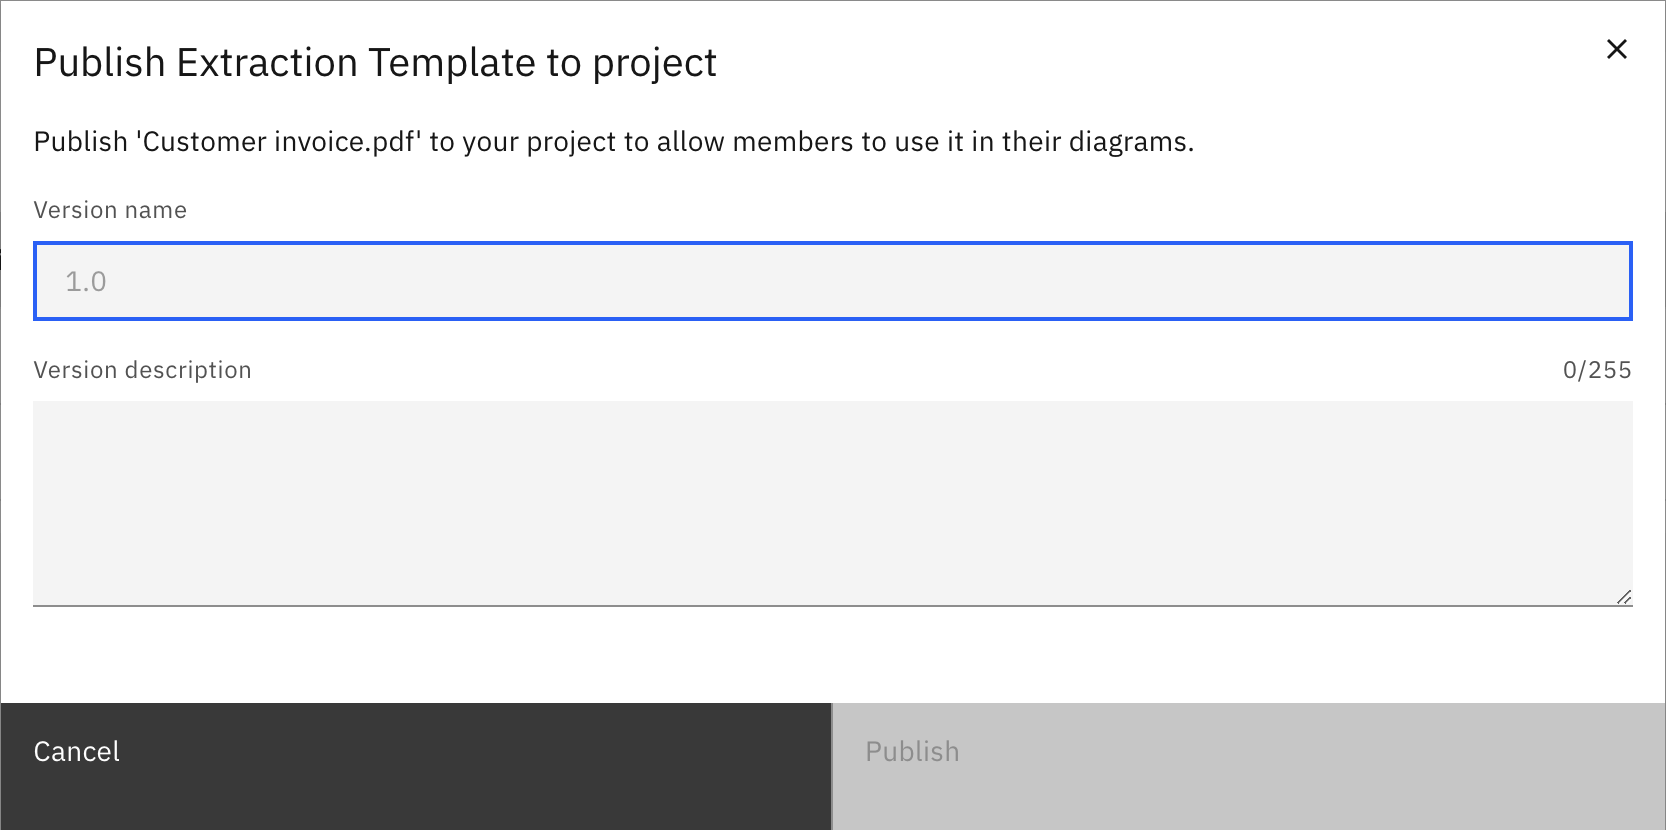 Publish Extraction Template to project
Publish 'Customer invoice.pdf' to your project to allow members to use it in their diagrams.
Version name
1.0
Version description 0/255
Cancel
Publish